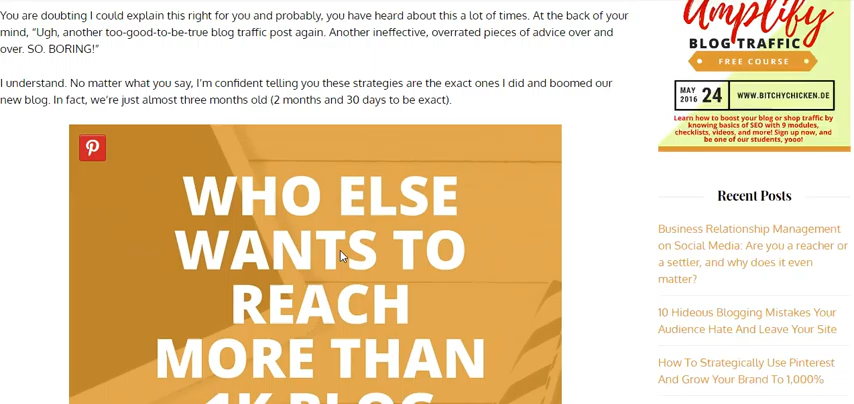 You are doubting I could explain this right for you and probably, you have heard about this a lot of times. At the back of your
mind, “Ugh, another too-good-to-be-true blog traffic post again. Another ineffective, overrated pieces of advice over and
over. SO. BORING!”
I understand. No matter what you say, I’m confident telling you these strategies are the exact ones I did and boomed our
new blog. In fact, we’re just almost three months old (2 months and 30 days to be exact).
WHO ELSE
WANTS TO
REACH
MORE THAN
1K BLOG
Amplify
BLOG TRAFFIC
FREE COURSE
MAY
2016
24
WWW.BITCHYCHICKEN.DE
Learn how to boost your blog or shop traffic by
knowing basics of SEO with 9 modules,
checklists, videos, and more! Sign up now, and
be one of our students, yooo!
Recent Posts
Business Relationship Management
on Social Media: Are you a reacher or
a settler, and why does it even
matter?
10 Hideous Blogging Mistakes Your
Audience Hate And Leave Your Site
How To Strategically Use Pinterest
And Grow Your Brand To 1,000%